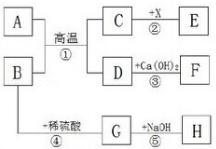 A C +X E
② 
高温
①
B D +Ca(OH)₂ F
③
+稀硫酸 G +NaOH H
④ ⑤